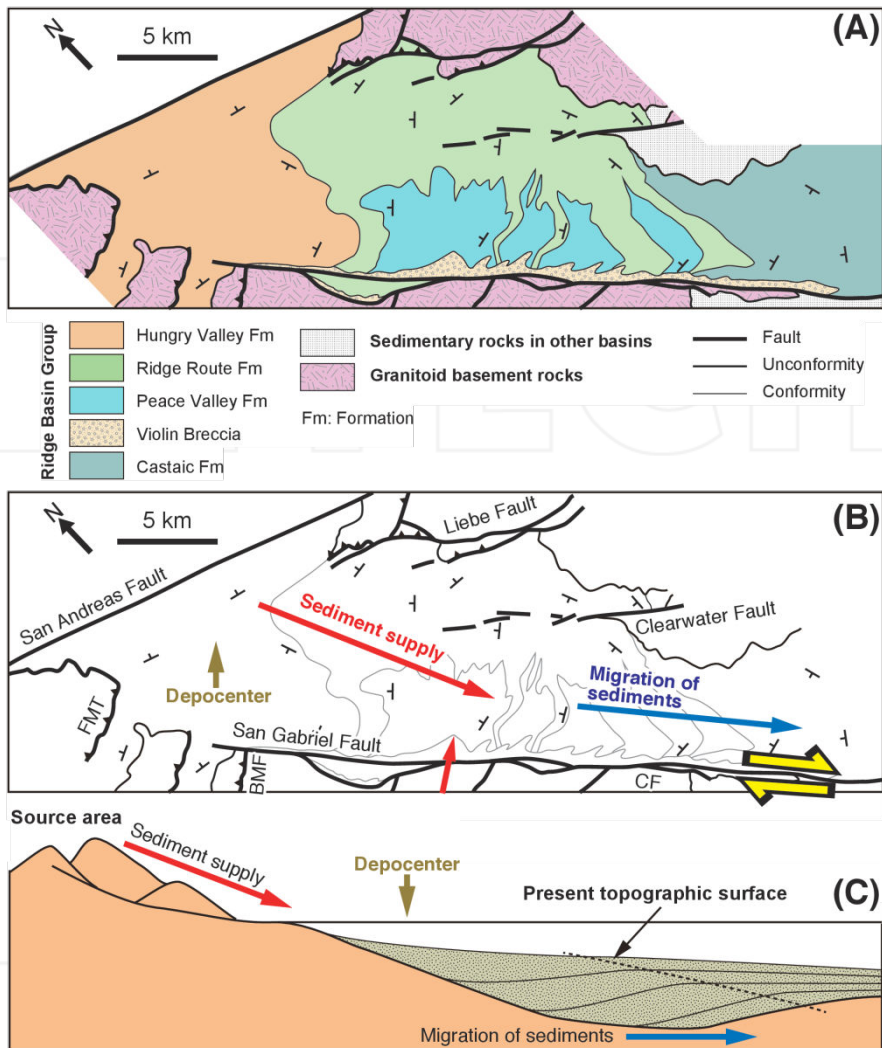 (A)
N
5 km
Ridge Basin Group
Hungry Valley Fm
Ridge Route Fm
Peace Valley Fm
Violin Breccia
Castaic Fm
Sedimentary rocks in other basins
Granitoid basement rocks
Fm: Formation
Fault
Unconformity
Conformity
(B)
N
5 km
Liebe Fault
San Andreas Fault
Sediment supply
Clearwater Fault
Depocenter
Migration of
sediments
FMT
San Gabriel Fault
BMF
CF
Source area
Sediment supply
Depocenter
(C)
Present topographic surface
Migration of sediments